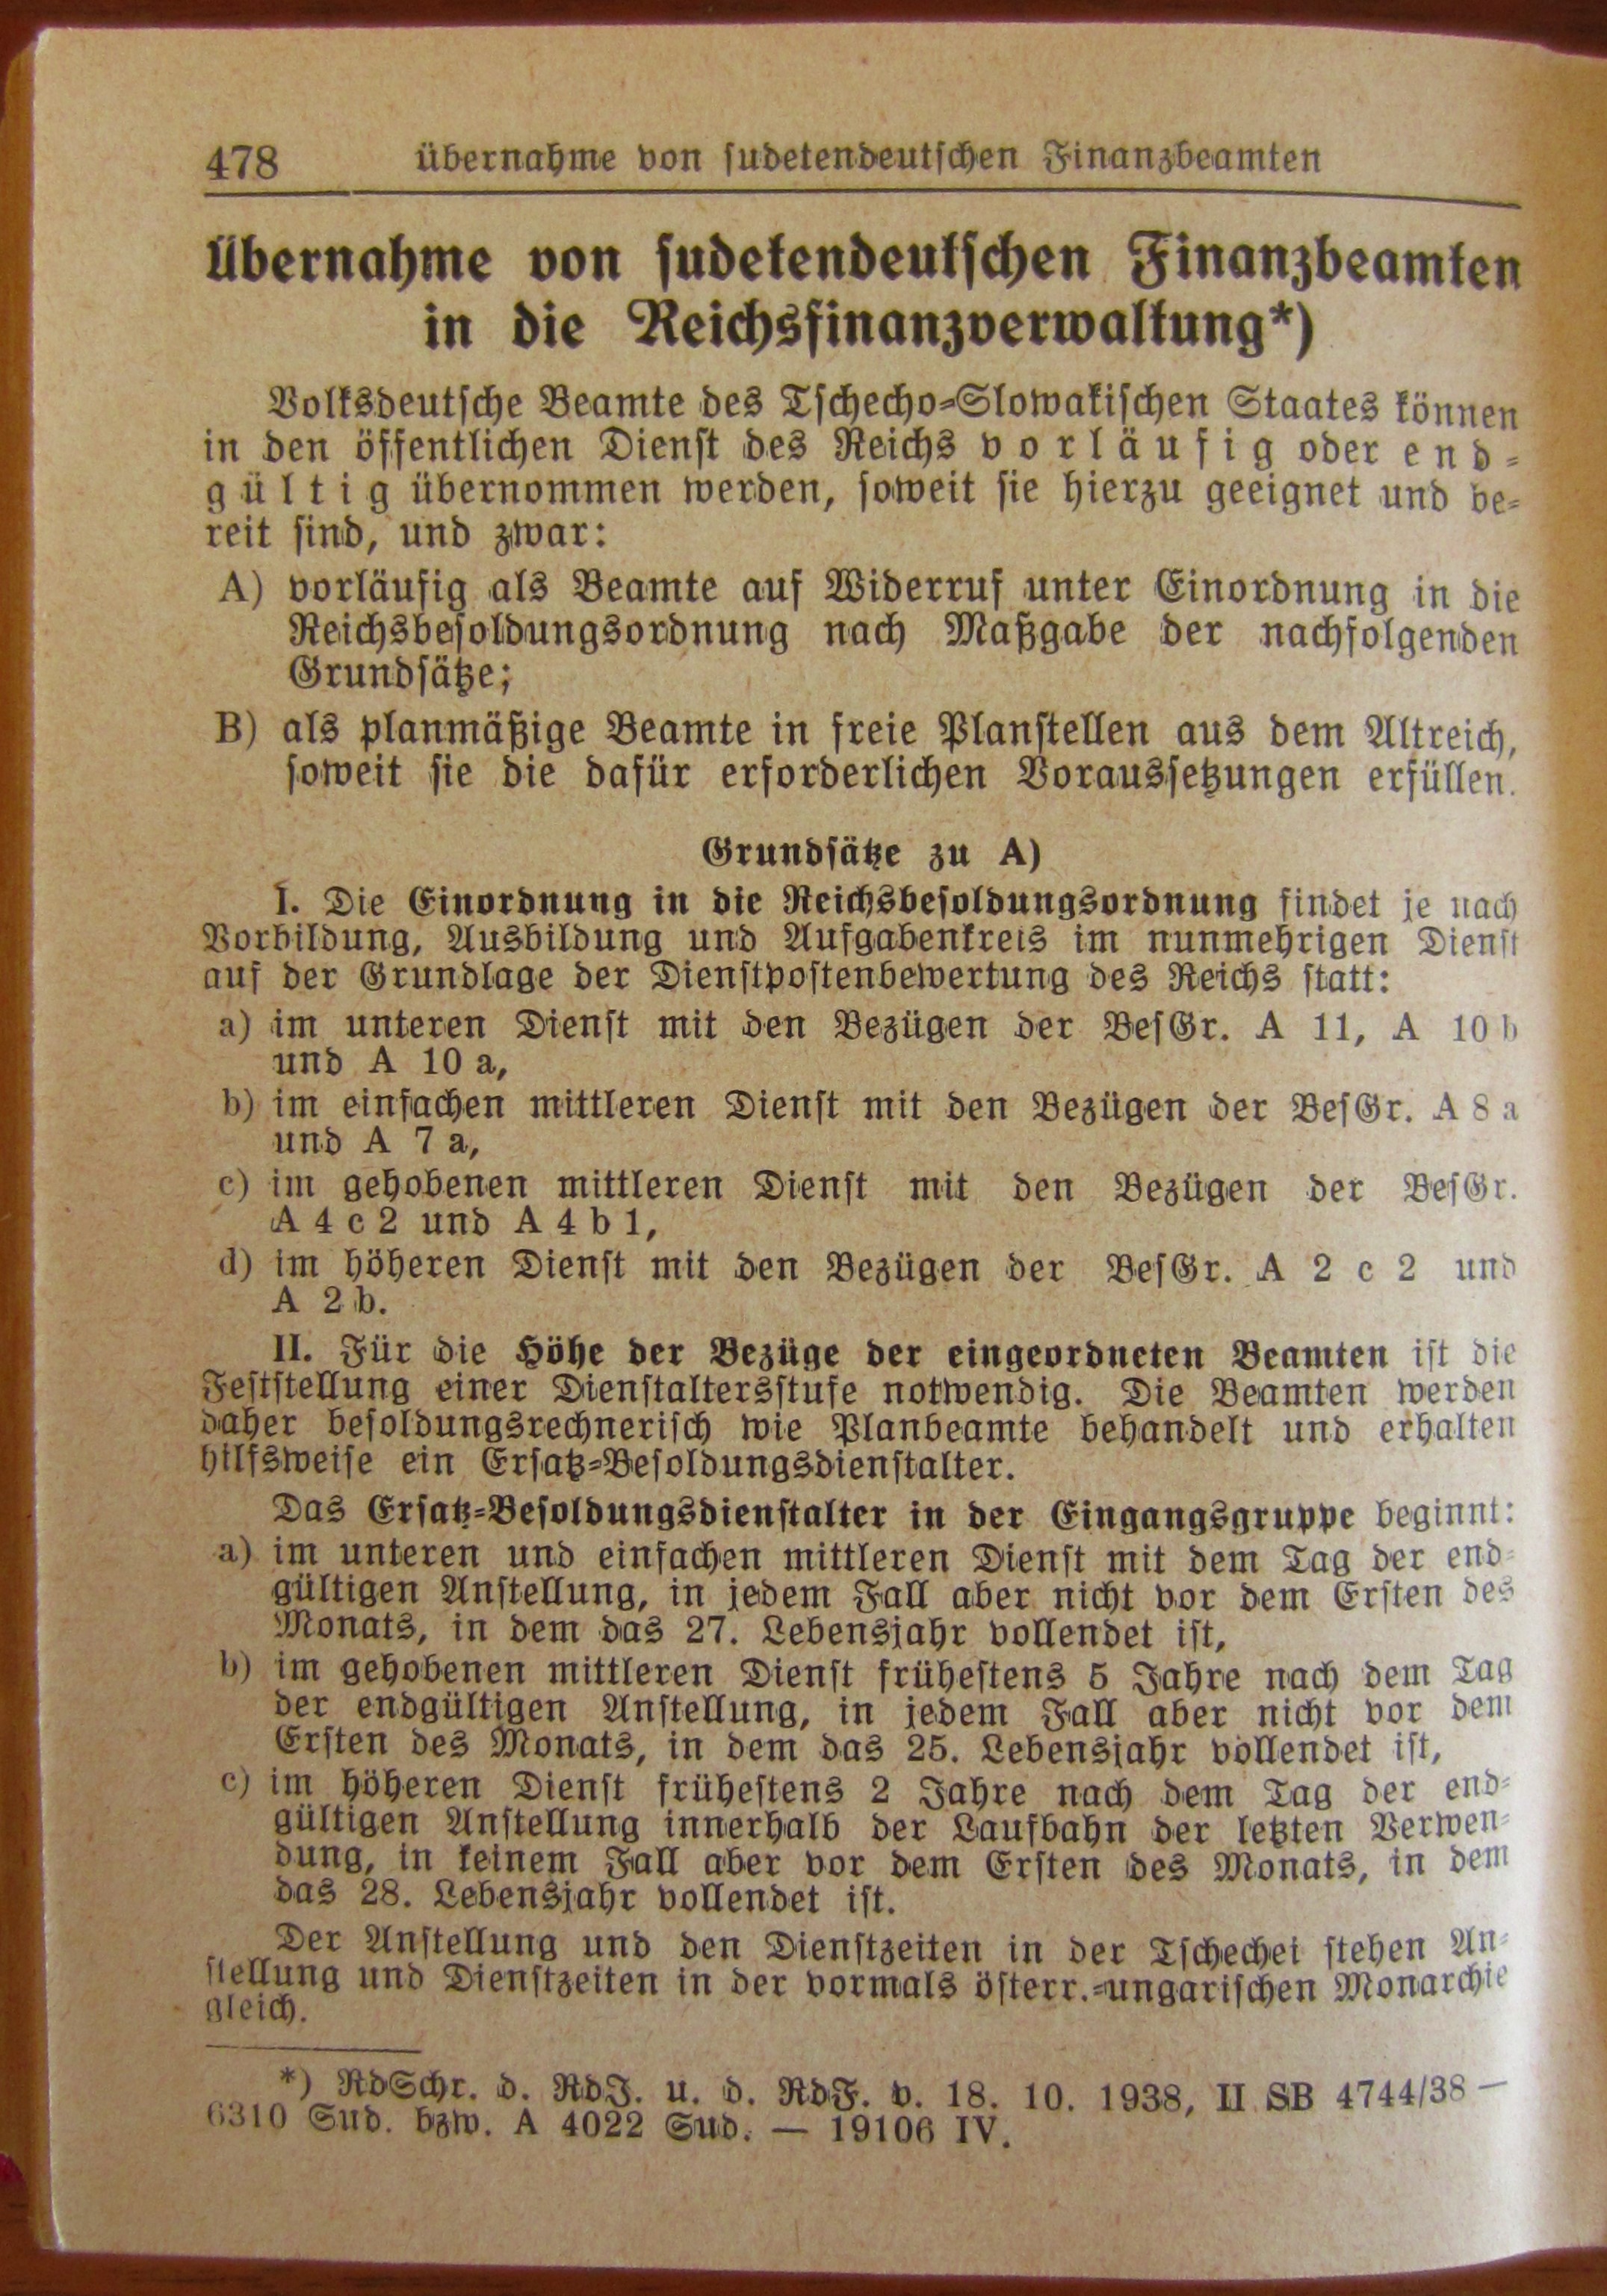 478 übernahme von sudetendeutschen Finanzbeamten
Übernahme von sudetendeutschen Finanzbeamten
in die Reichsfinanzverwaltung*)
Volksdeutsche Beamte des Tschecho-Slowakischen Staates können
in den öffentlichen Dienst des Reichs vorläufig oder end-
gültig übernommen werden, soweit sie hierzu geeignet und be-
reit sind, und zwar:
A) vorläufig als Beamte auf Widerruf unter Einordnung in die
Reichsbesoldungsordnung nach Maßgabe der nachfolgenden
Grundsätze;
B) als planmäßige Beamte in freie Planstellen aus dem Altreich,
soweit sie die dafür erforderlichen Voraussetzungen erfüllen.
Grundsätze zu A)
I. Die Einordnung in die Reichsbesoldungsordnung findet je nach
Vorbildung, Ausbildung und Aufgabenkreis im nunmehrigen Dienst
auf der Grundlage der Dienstpostenbewertung des Reichs statt:
a) im unteren Dienst mit den Bezügen der BesGr. A 11, A 10 b
und A 10 a,
b) im einfachen mittleren Dienst mit den Bezügen der BesGr. A 8 a
und A 7 a,
c) im gehobenen mittleren Dienst mit den Bezügen der BesGr.
A 4 c 2 und A 4 b 1,
d) im höheren Dienst mit den Bezügen der BesGr. A 2 c 2 und
A 2 b.
II. Für die Höhe der Bezüge der eingeordneten Beamten ist die
Feststellung einer Dienstaltersstufe notwendig. Die Beamten werden
daher besoldungsrechnerisch wie Planbeamte behandelt und erhalten
hilfsweise ein Ersatz-Besoldungsdienstalter.
Das Ersatz-Besoldungsdienstalter in der Eingangsgruppe beginnt:
a) im unteren und einfachen mittleren Dienst mit dem Tag der end-
gültigen Anstellung, in jedem Fall aber nicht vor dem Ersten des
Monats, in dem das 27. Lebensjahr vollendet ist,
b) im gehobenen mittleren Dienst frühestens 5 Jahre nach dem Tag
der endgültigen Anstellung, in jedem Fall aber nicht vor dem
Ersten des Monats, in dem das 25. Lebensjahr vollendet ist,
c) im höheren Dienst frühestens 2 Jahre nach dem Tag der end-
gültigen Anstellung innerhalb der Laufbahn der letzten Verwen-
dung, in keinem Fall aber vor dem Ersten des Monats, in dem
das 28. Lebensjahr vollendet ist.
Der Anstellung und den Dienstzeiten in der Tschechei stehen An-
stellung und Dienstzeiten in der vormals österr.-ungarischen Monarchie
gleich.
*) RdSchr. d. RdJ. u. d. RdF. v. 18. 10. 1938, II SB 4744/38 —
6310 Sud. bzw. A 4022 Sud. — 19106 IV.